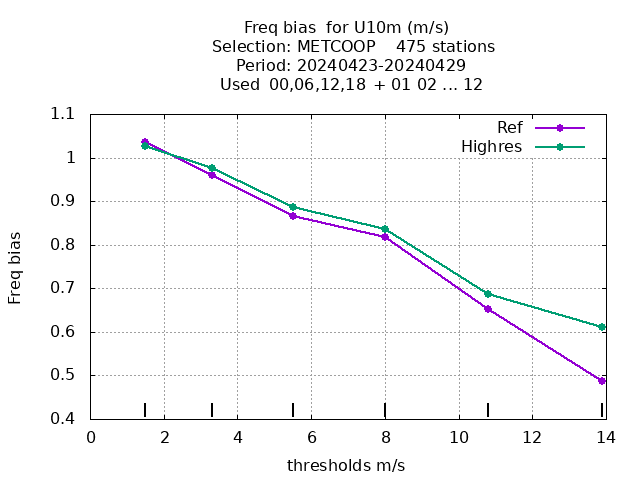 Freq bias  for U10m (m/s)
Selection: METCOOP    475 stations
Period: 20240423-20240429
Used  00,06,12,18  + 01 02 ... 12
Ref
Highres
Freq bias
1.1
1
0.9
0.8
0.7
0.6
0.5
0.4
0 2 4 6 8 10 12 14
thresholds m/s